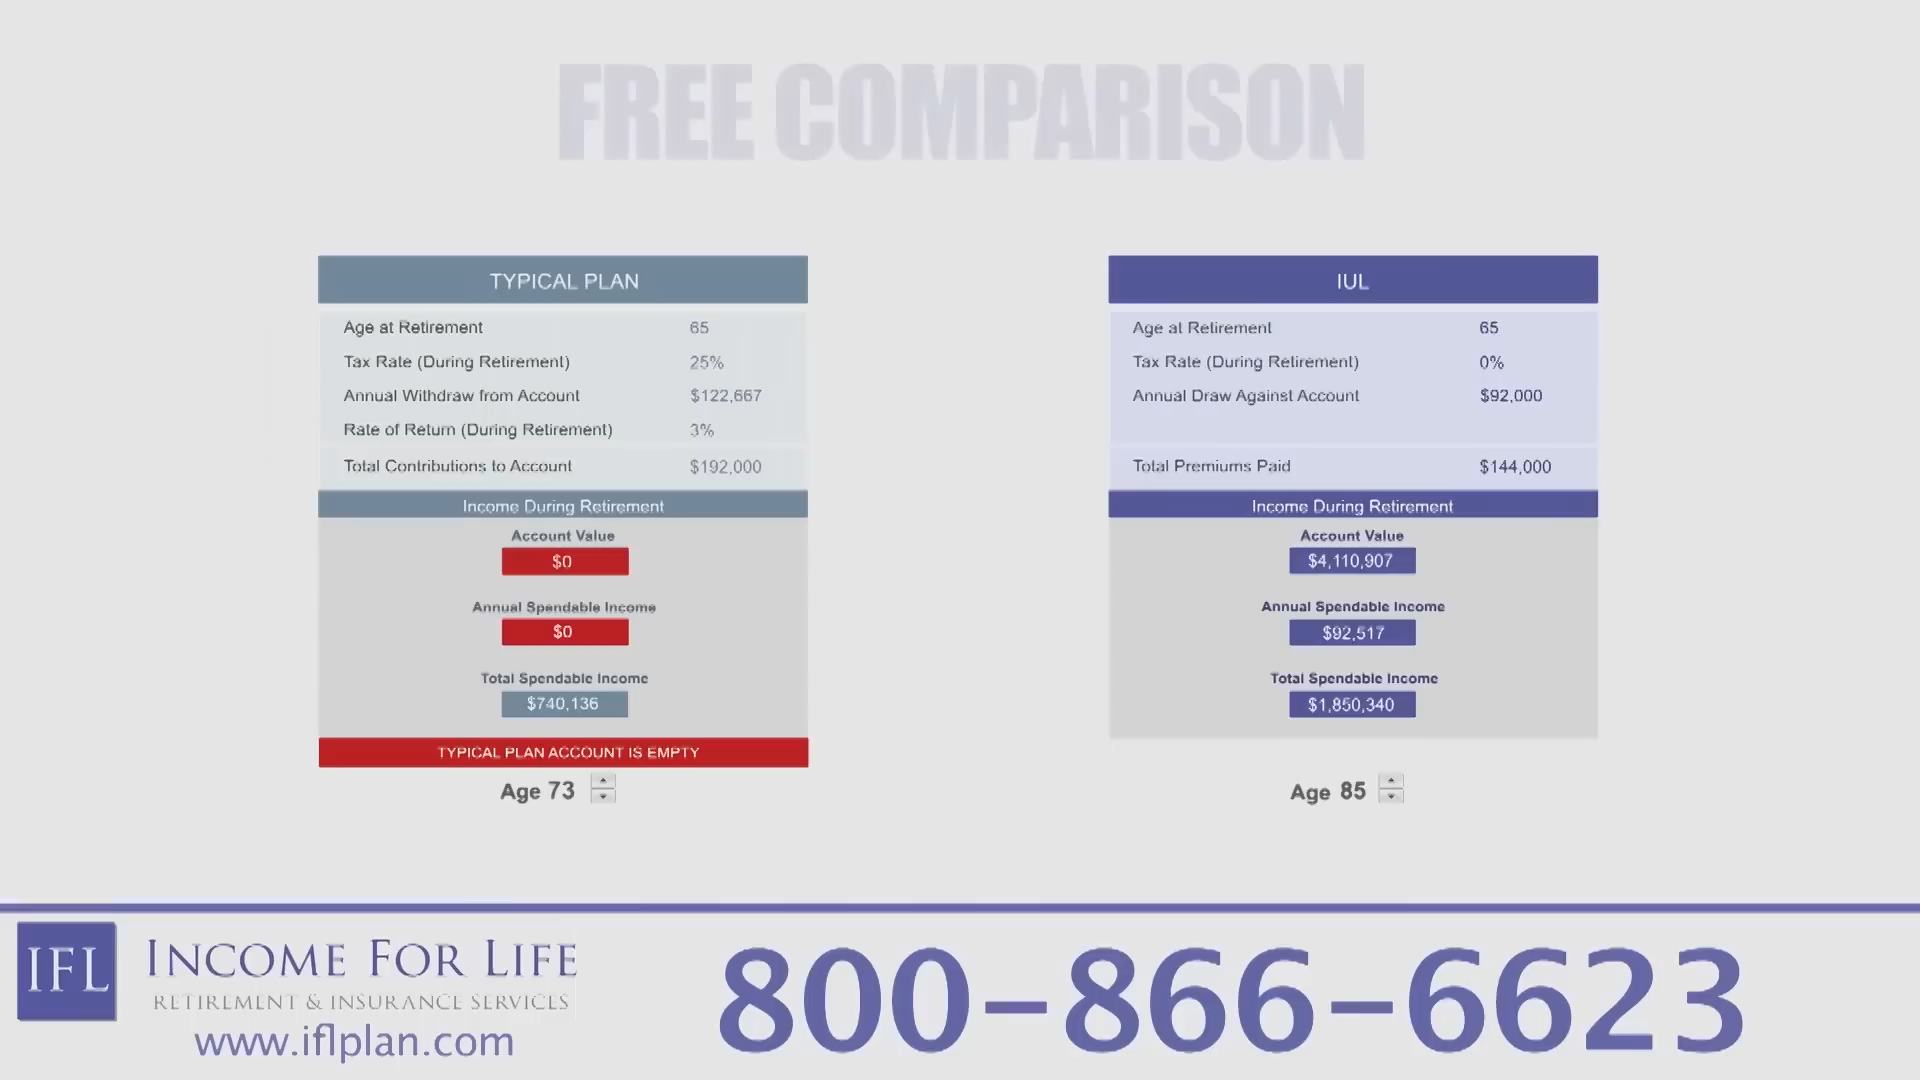 FREE COMPARISON
TYPICAL PLAN
Age at Retirement 65
Tax Rate (During Retirement) 25%
Annual Withdraw from Account $122,667
Rate of Return (During Retirement) 3%
Total Contributions to Account $192,000
Income During Retirement
Account Value
$0
Annual Spendable Income
$0
Total Spendable Income
$740,136
TYPICAL PLAN ACCOUNT IS EMPTY
Age 73
IUL
Age at Retirement 65
Tax Rate (During Retirement) 0%
Annual Draw Against Account $92,000
Total Premiums Paid $144,000
Income During Retirement
Account Value
$4,110,907
Annual Spendable Income
$92,517
Total Spendable Income
$1,850,340
Age 85
IFL
INCOME FOR LIFE
RETIREMENT & INSURANCE SERVICES
www.iflplan.com
800-866-6623